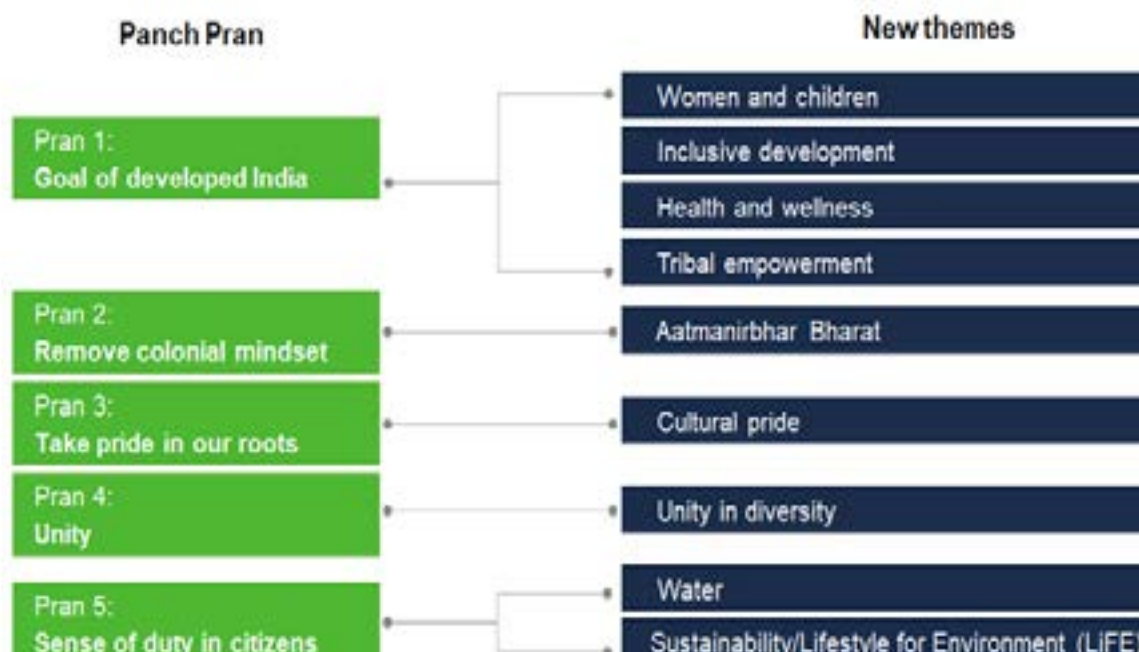 Panch Pran
New themes
Pran 1:
Goal of developed India
Women and children
Inclusive development
Health and wellness
Tribal empowerment
Pran 2:
Remove colonial mindset
Aatmanirbhar Bharat
Pran 3:
Take pride in our roots
Cultural pride
Pran 4:
Unity
Unity in diversity
Pran 5:
Sense of duty in citizens
Water
Sustainability/Lifestyle for Environment (LiFE)